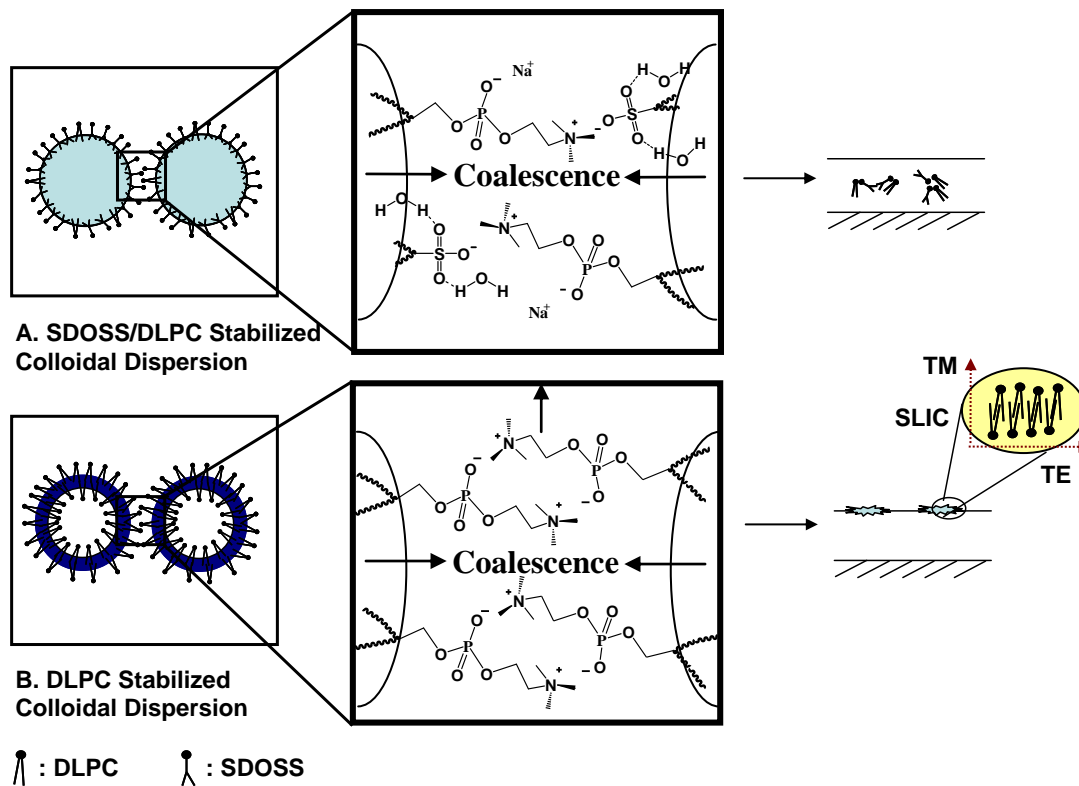 Na+
O−
O
P
O
O
N
+
−O
S
O
O
H
O
H
H
O
H
Coalescence
H
O
H
O
S
O−
O
H
O
H
N
+
O
O
P
O
−O
Na+
A. SDOSS/DLPC Stabilized
Colloidal Dispersion
TM
SLIC
TE
N
+
O
O
P
O
O−
O−
O
P
O
O
N
+
Coalescence
N
+
O
O
P
O
−O
O−
O
P
O
O
N
+
B. DLPC Stabilized
Colloidal Dispersion
: DLPC
: SDOSS